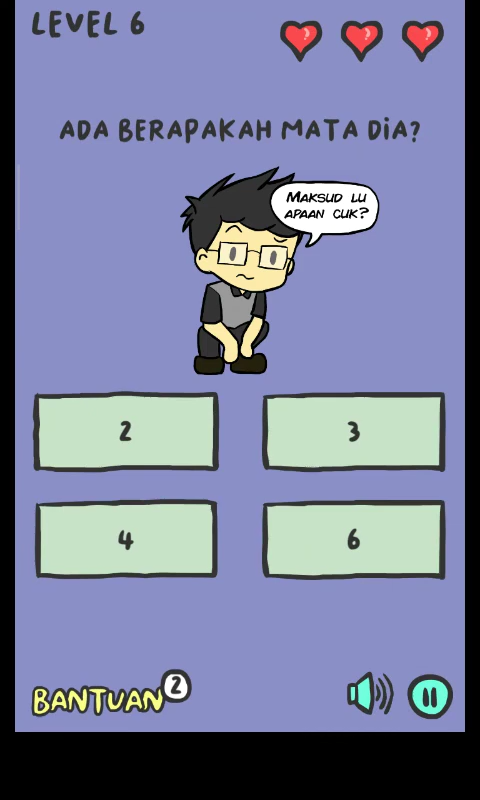 LEVEL 6
ADA BERAPAKAH MATA DiA?
MAKSUD LU
APAAN CUK?
2
3
4
6
BANTUAN 2